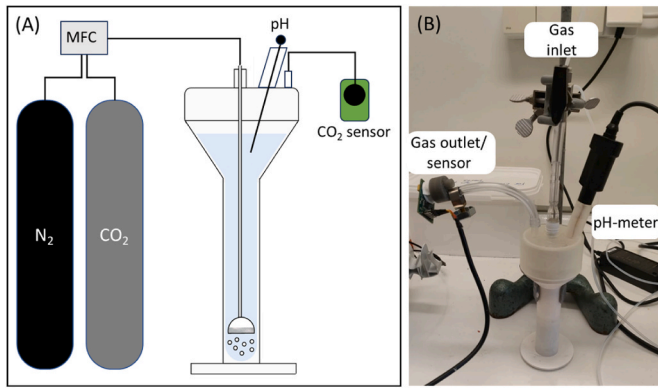 (A)
MFC
pH
CO₂ sensor
N₂
CO₂
(B)
Gas
inlet
Gas outlet/
sensor
pH-meter